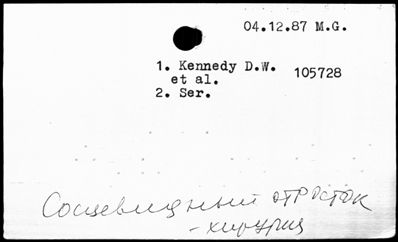 04.12.87 M.G.
1. Kennedy D.W.
et al.
105728
2. Ser.
Сосцевидный отросток
- хирургия